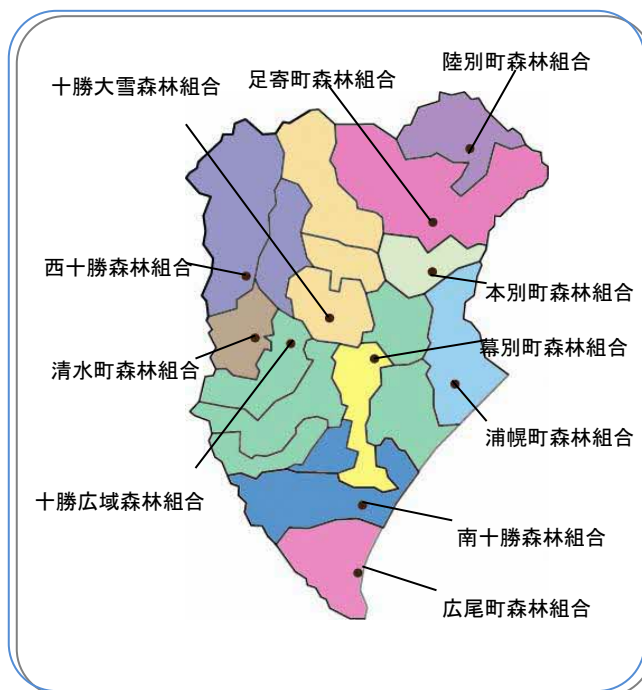 陸別町森林組合
足寄町森林組合
十勝大雪森林組合
西十勝森林組合
本別町森林組合
幕別町森林組合
清水町森林組合
浦幌町森林組合
十勝広域森林組合
南十勝森林組合
広尾町森林組合